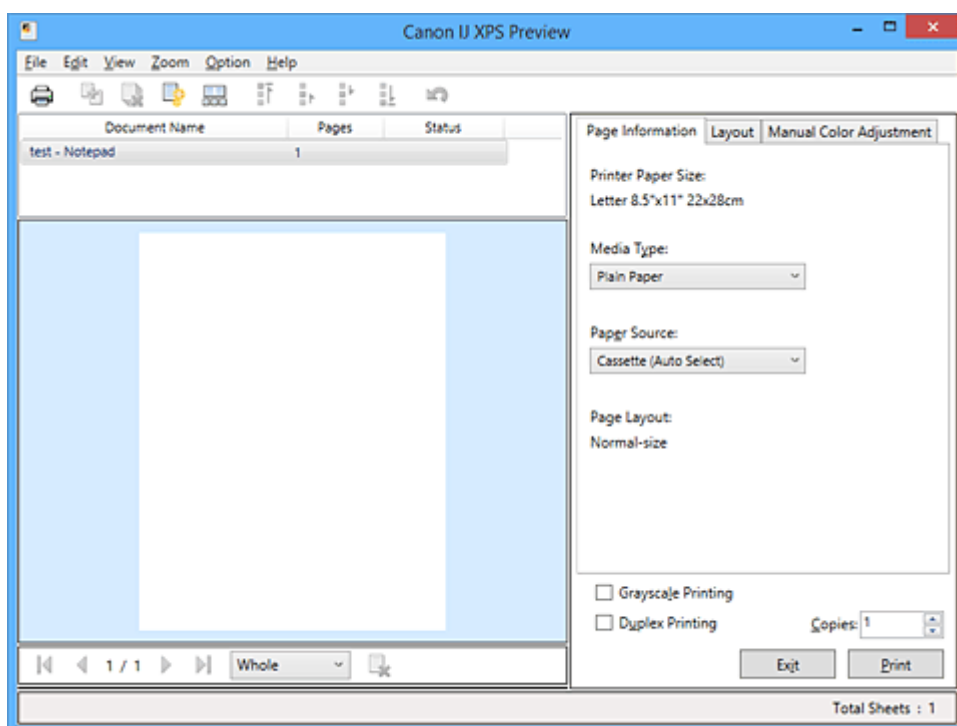 Canon IJ XPS Preview
File Edit View Zoom Option Help
Document Name Pages Status
test - Notepad 1
Page Information Layout Manual Color Adjustment
Printer Paper Size:
Letter 8.5"x11" 22x28cm
Media Type:
Plain Paper
Paper Source:
Cassette (Auto Select)
Page Layout:
Normal-size
Grayscale Printing
Duplex Printing
Copies: 1
1 / 1 Whole
Exit Print
Total Sheets : 1